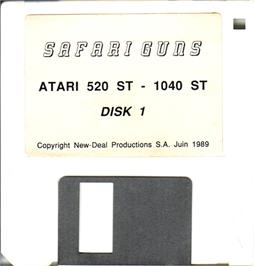 SAFARI GUNS
ATARI 520 ST - 1040 ST
DISK 1
Copyright New-Deal Productions S.A. Juin 1989